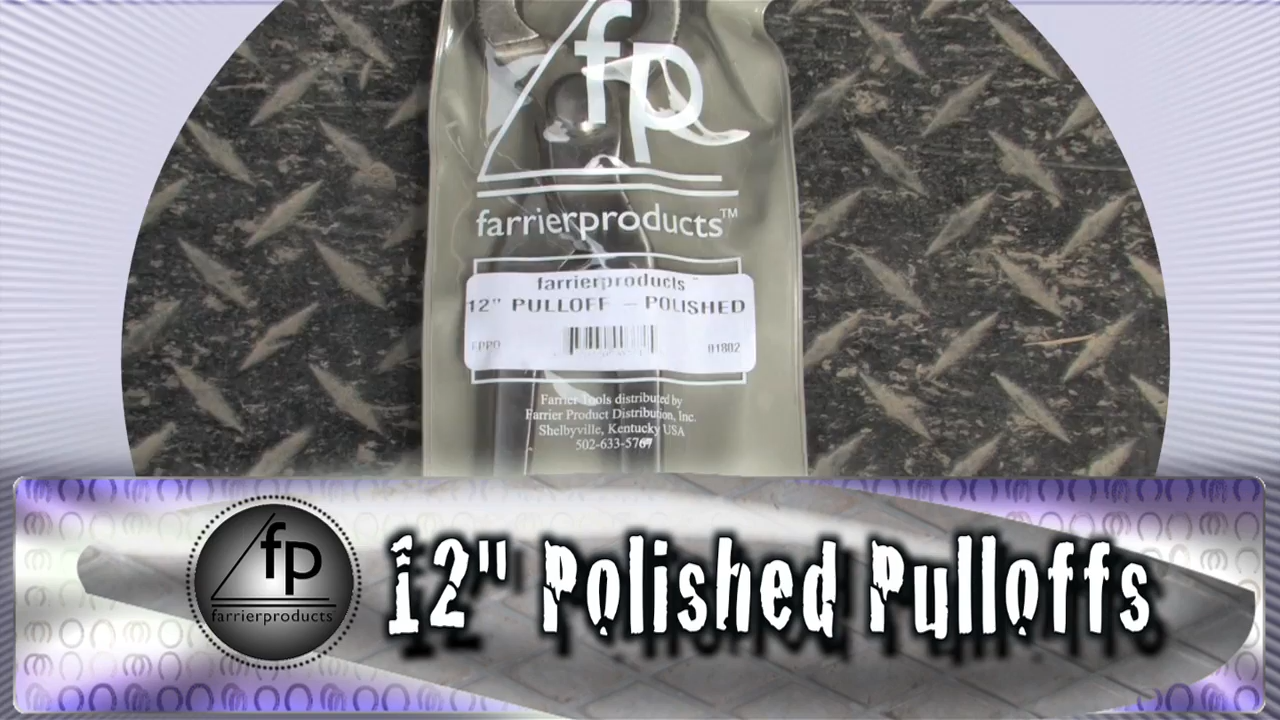 fp
farrierproducts™
farrierproducts™
12" PULLOFF - POLISHED
FPPO 01802
Farrier Tools distributed by
Farrier Product Distribution, Inc.
Shelbyville, Kentucky USA
502-633-5767
fp
farrierproducts
12" Polished Pulloffs